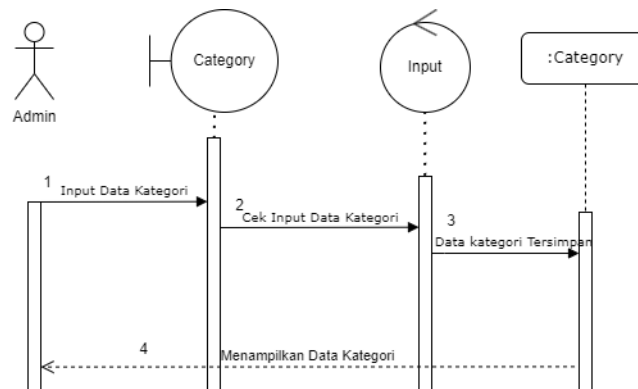 Category
Input
:Category
Admin
1
Input Data Kategori
2
Cek Input Data Kategori
3
Data kategori Tersimpan
4
Menampilkan Data Kategori